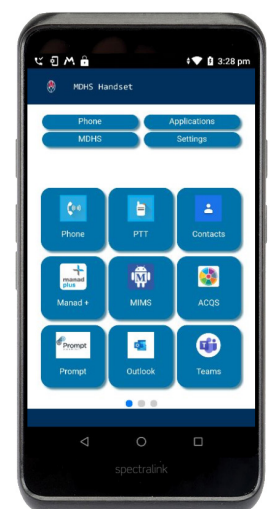 3:28 pm
MDHS Handset
Phone Applications
MDHS Settings
Phone PTT Contacts
manad
plus
Manad + MIMS ACQS
Prompt
Prompt Outlook Teams
spectralink